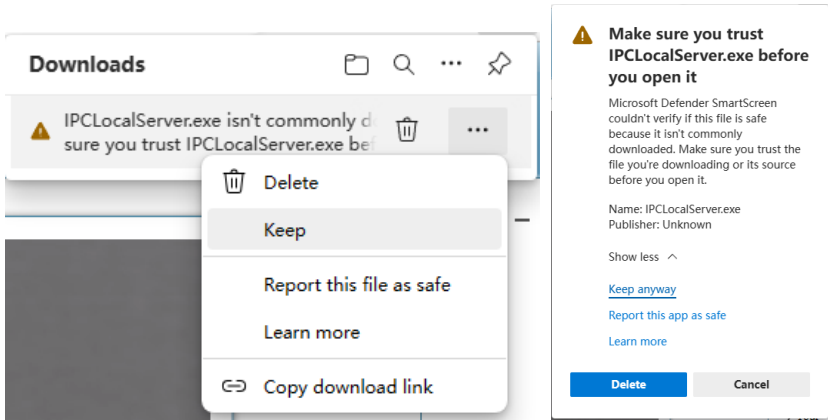 Downloads
IPCLocalServer.exe isn't commonly d
sure you trust IPCLocalServer.exe bef
Delete
Keep
Report this file as safe
Learn more
Copy download link
Make sure you trust
IPCLocalServer.exe before
you open it
Microsoft Defender SmartScreen
couldn't verify if this file is safe
because it isn't commonly
downloaded. Make sure you trust the
file you're downloading or its source
before you open it.
Name: IPCLocalServer.exe
Publisher: Unknown
Show less
Keep anyway
Report this app as safe
Learn more
Delete
Cancel